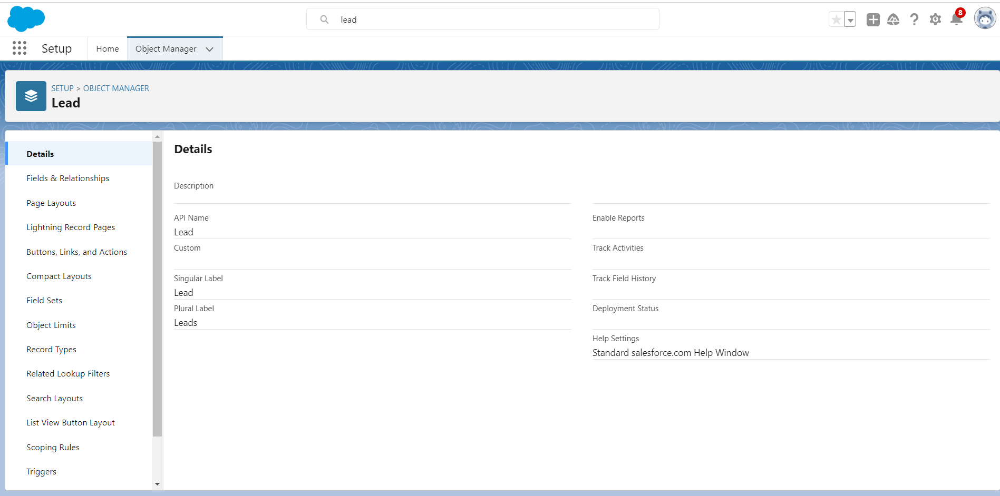 lead
8
Setup
Home
Object Manager
SETUP > OBJECT MANAGER
Lead
Details
Fields & Relationships
Page Layouts
Lightning Record Pages
Buttons, Links, and Actions
Compact Layouts
Field Sets
Object Limits
Record Types
Related Lookup Filters
Search Layouts
List View Button Layout
Scoping Rules
Triggers
Details
Description
API Name
Lead
Custom
Singular Label
Lead
Plural Label
Leads
Enable Reports
Track Activities
Track Field History
Deployment Status
Help Settings
Standard salesforce.com Help Window